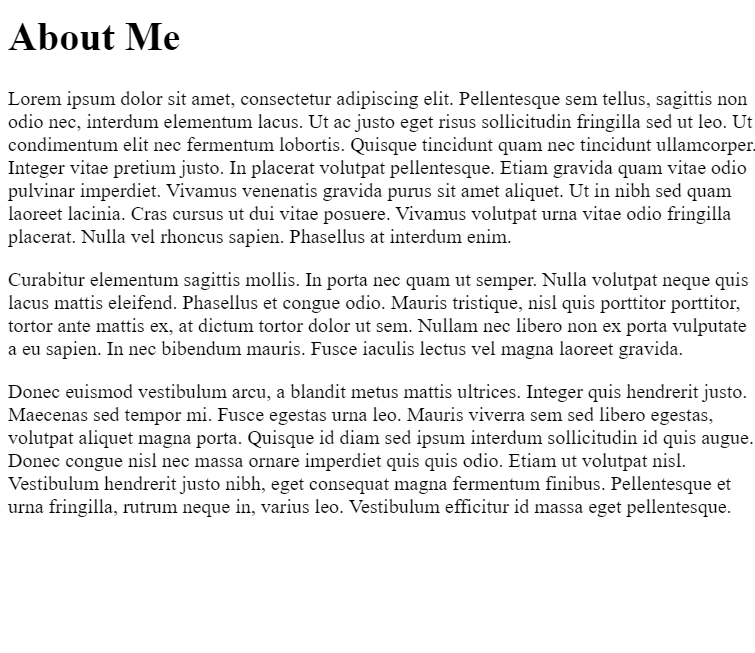 About Me
Lorem ipsum dolor sit amet, consectetur adipiscing elit. Pellentesque sem tellus, sagittis non
odio nec, interdum elementum lacus. Ut ac justo eget risus sollicitudin fringilla sed ut leo. Ut
condimentum elit nec fermentum lobortis. Quisque tincidunt quam nec tincidunt ullamcorper.
Integer vitae pretium justo. In placerat volutpat pellentesque. Etiam gravida quam vitae odio
pulvinar imperdiet. Vivamus venenatis gravida purus sit amet aliquet. Ut in nibh sed quam
laoreet lacinia. Cras cursus ut dui vitae posuere. Vivamus volutpat urna vitae odio fringilla
placerat. Nulla vel rhoncus sapien. Phasellus at interdum enim.
Curabitur elementum sagittis mollis. In porta nec quam ut semper. Nulla volutpat neque quis
lacus mattis eleifend. Phasellus et congue odio. Mauris tristique, nisl quis porttitor porttitor,
tortor ante mattis ex, at dictum tortor dolor ut sem. Nullam nec libero non ex porta vulputate
a eu sapien. In nec bibendum mauris. Fusce iaculis lectus vel magna laoreet gravida.
Donec euismod vestibulum arcu, a blandit metus mattis ultrices. Integer quis hendrerit justo.
Maecenas sed tempor mi. Fusce egestas urna leo. Mauris viverra sem sed libero egestas,
volutpat aliquet magna porta. Quisque id diam sed ipsum interdum sollicitudin id quis augue.
Donec congue nisl nec massa ornare imperdiet quis quis odio. Etiam ut volutpat nisl.
Vestibulum hendrerit justo nibh, eget consequat magna fermentum finibus. Pellentesque et
urna fringilla, rutrum neque in, varius leo. Vestibulum efficitur id massa eget pellentesque.